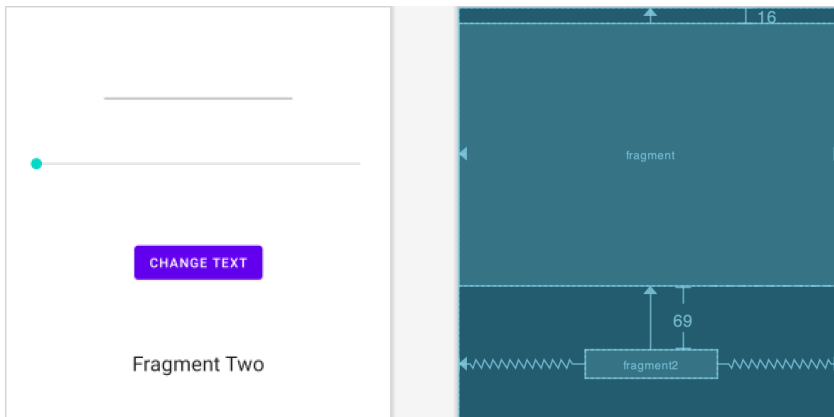 CHANGE TEXT
Fragment Two
16
fragment
69
fragment2